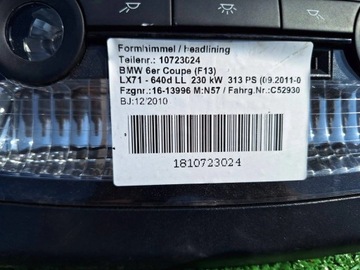 Formhimmel / headlining
Teilenr.: 10723024
BMW 6er Coupe (F13)
LX71 - 640d LL 230 kW 313 PS (09.2011-0
Fzgnr.:16-13996 M:N57 / Fahrg.Nr.:C52930
BJ:12/2010
1810723024